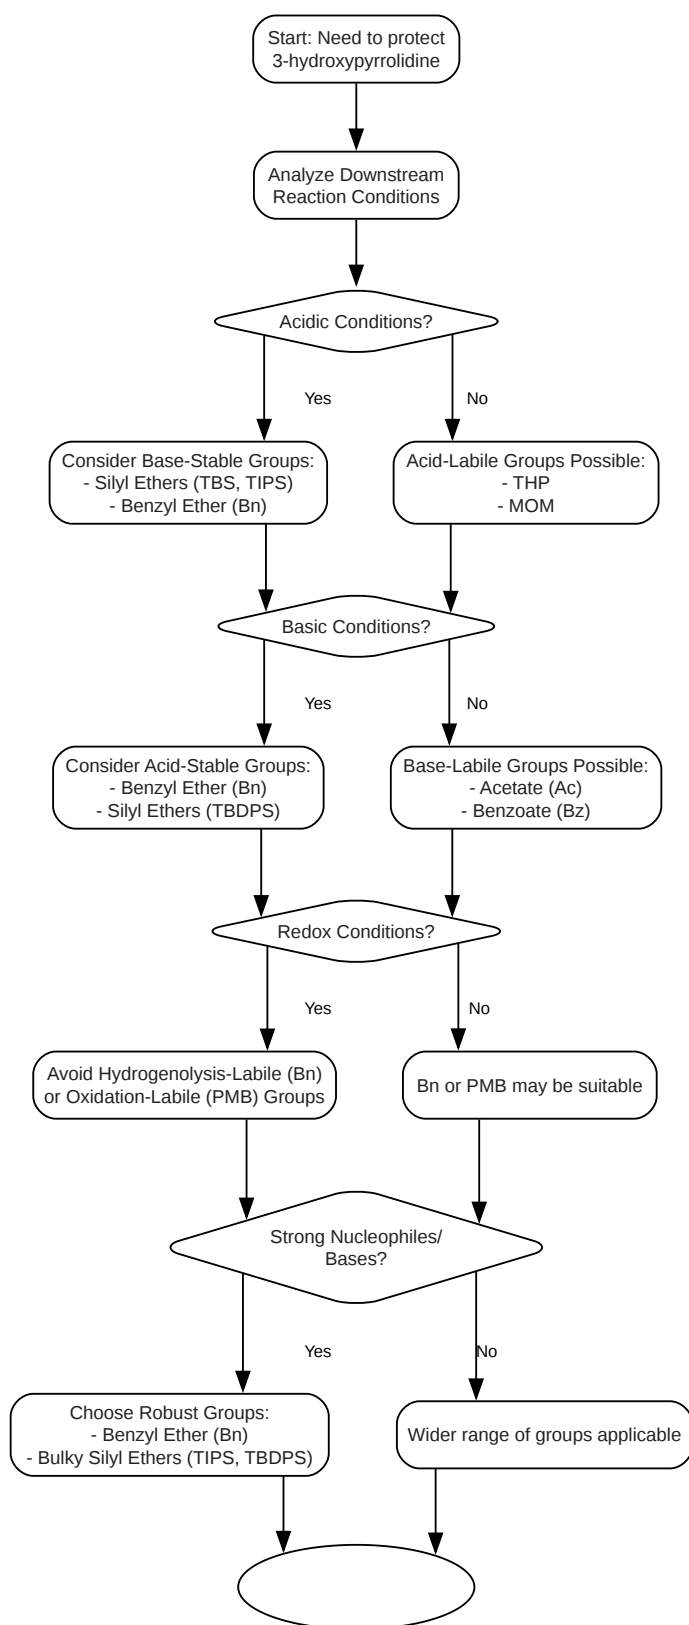 Start: Need to protect
3-hydroxypyrrolidine
Analyze Downstream
Reaction Conditions
Acidic Conditions?
Yes
No
Consider Base-Stable Groups:
- Silyl Ethers (TBS, TIPS)
- Benzyl Ether (Bn)
Acid-Labile Groups Possible:
- THP
- MOM
Basic Conditions?
Yes
No
Consider Acid-Stable Groups:
- Benzyl Ether (Bn)
- Silyl Ethers (TBDPS)
Base-Labile Groups Possible:
- Acetate (Ac)
- Benzoate (Bz)
Redox Conditions?
Yes
No
Avoid Hydrogenolysis-Labile (Bn)
or Oxidation-Labile (PMB) Groups
Bn or PMB may be suitable
Strong Nucleophiles/
Bases?
Yes
No
Choose Robust Groups:
- Benzyl Ether (Bn)
- Bulky Silyl Ethers (TIPS, TBDPS)
Wider range of groups applicable